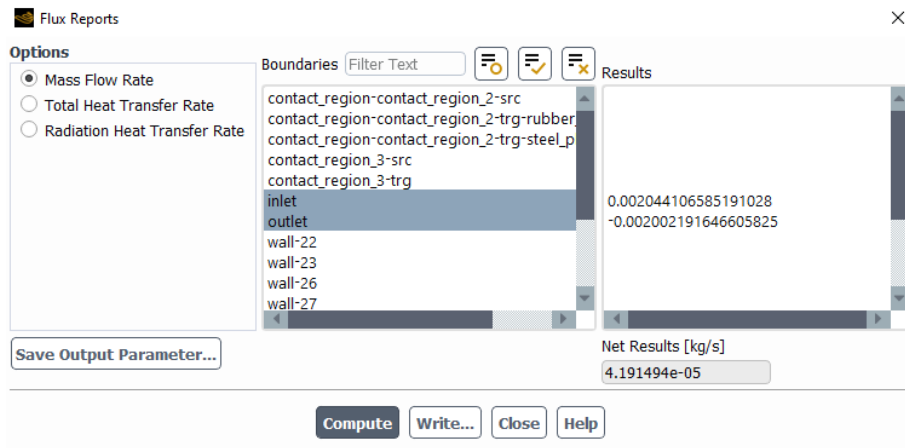 Flux Reports
Options
Mass Flow Rate
Total Heat Transfer Rate
Radiation Heat Transfer Rate
Save Output Parameter...
Boundaries Filter Text
contact_region-contact_region_2-src
contact_region-contact_region_2-trg-rubber_
contact_region-contact_region_2-trg-steel_p
contact_region_3-src
contact_region_3-trg
inlet
outlet
wall-22
wall-23
wall-26
wall-27
Results
0.002044106585191028
-0.002002191646605825
Net Results [kg/s]
4.191494e-05
Compute Write... Close Help